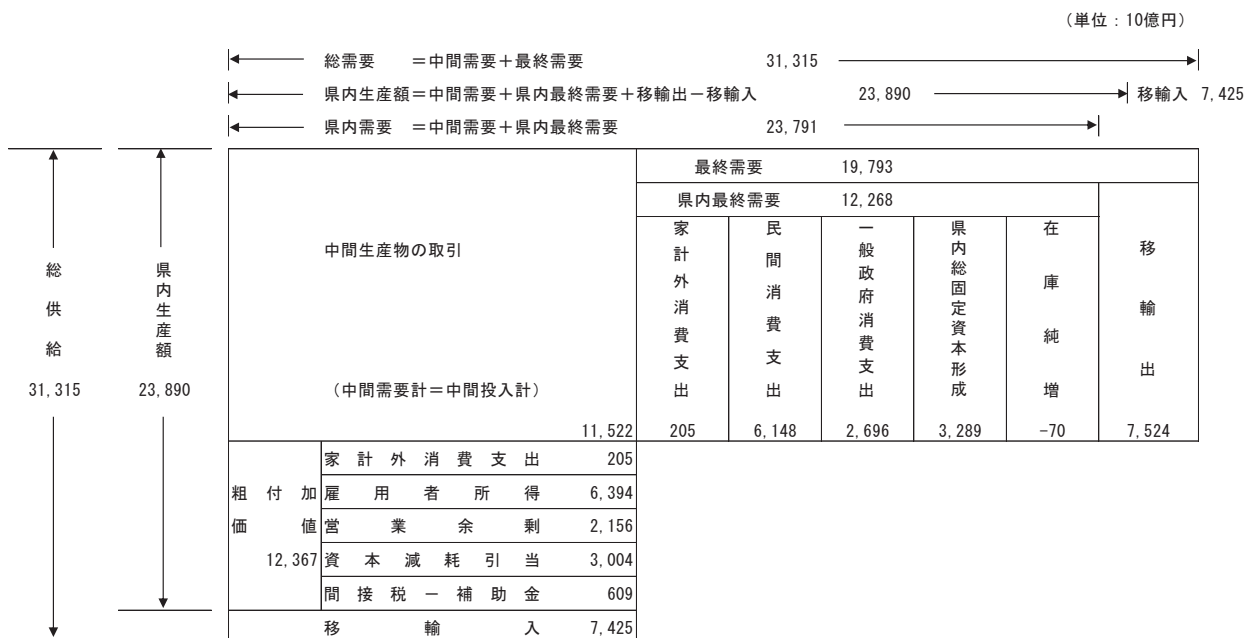 （単位：10億円）
総需要　＝中間需要＋最終需要　31,315
県内生産額＝中間需要＋県内最終需要＋移輸出－移輸入　23,890　移輸入 7,425
県内需要　＝中間需要＋県内最終需要　23,791
総供給
31,315
県内生産額
23,890
中間生産物の取引
（中間需要計＝中間投入計）
11,522
最終需要　19,793
県内最終需要　12,268
家計外消費支出
205
民間消費支出
6,148
一般政府消費支出
2,696
県内総固定資本形成
3,289
在庫純増
-70
移輸出
7,524
粗付加価値
12,367
家計外消費支出　205
雇用者所得　6,394
営業余剰　2,156
資本減耗引当　3,004
間接税－補助金　609
移輸入　7,425